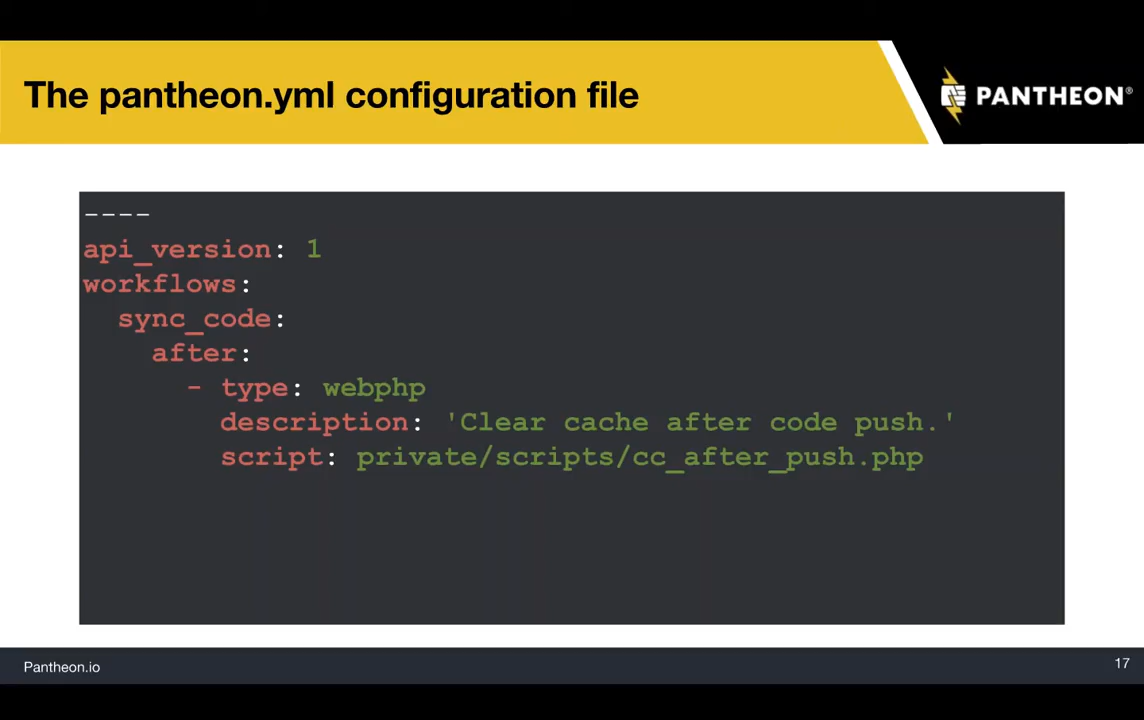 The pantheon.yml configuration file
PANTHEON®
----
api_version: 1
workflows:
  sync_code:
    after:
      - type: webphp
        description: 'Clear cache after code push.'
        script: private/scripts/cc_after_push.php
Pantheon.io
17